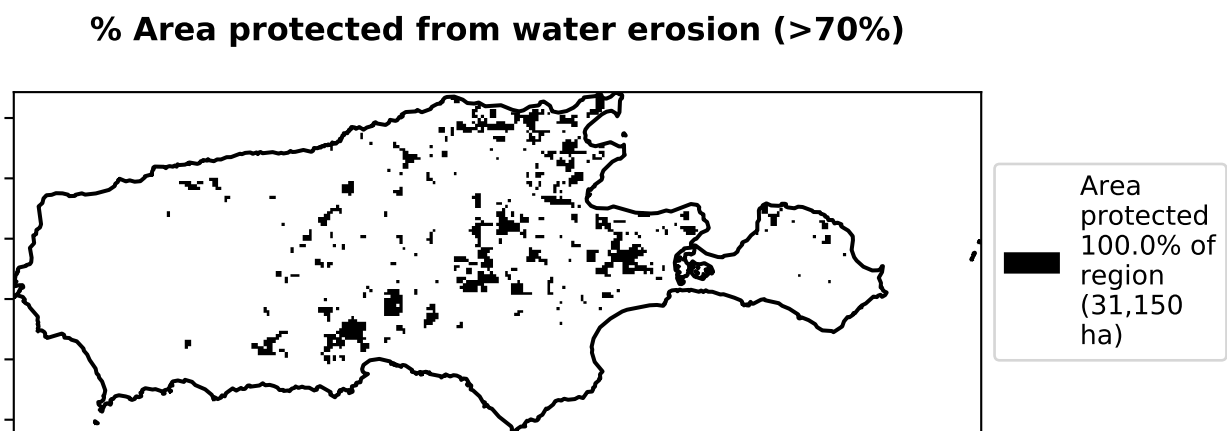 % Area protected from water erosion (>70%)
Area
protected
100.0% of
region
(31,150
ha)